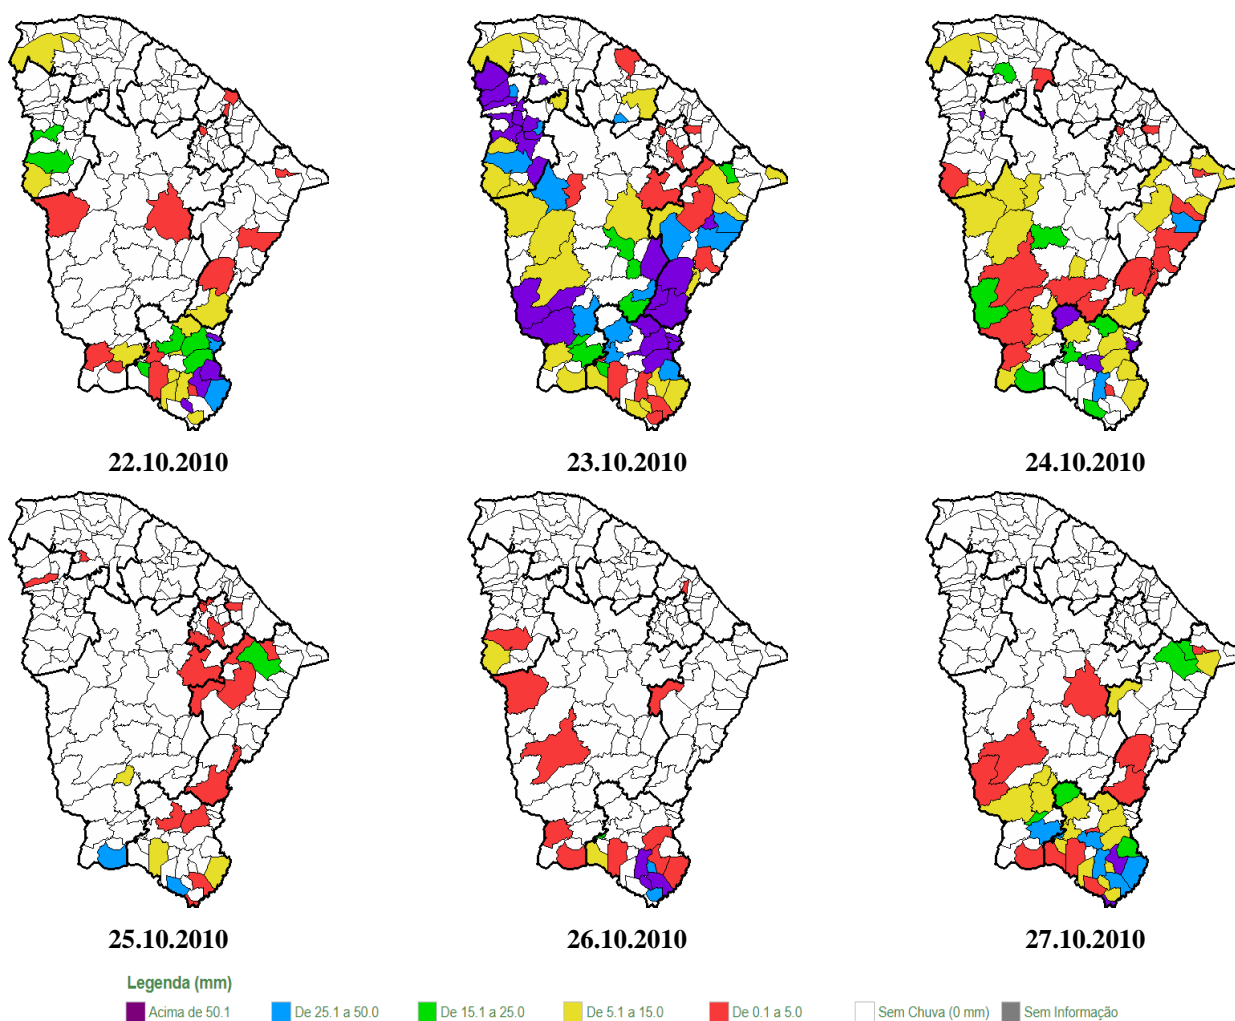 22.10.2010 23.10.2010 24.10.2010
25.10.2010 26.10.2010 27.10.2010
Legenda (mm)
Acima de 50.1 De 25.1 a 50.0 De 15.1 a 25.0 De 5.1 a 15.0 De 0.1 a 5.0 Sem Chuva (0 mm) Sem Informação